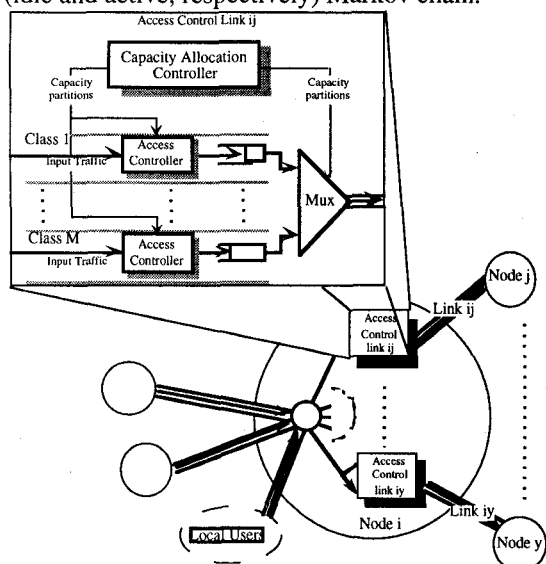 (idle and active, respectively) Markov chain.
Access Control Link ij
Capacity Allocation
Controller
Capacity
partitions
Capacity
partitions
Class 1
Input Traffic
Access
Controller
Mux
Class M
Input Traffic
Access
Controller
Node j
Link ij
Access
Control
link ij
Access
Control
link iy
Link iy
Node i
Local Users
Node y